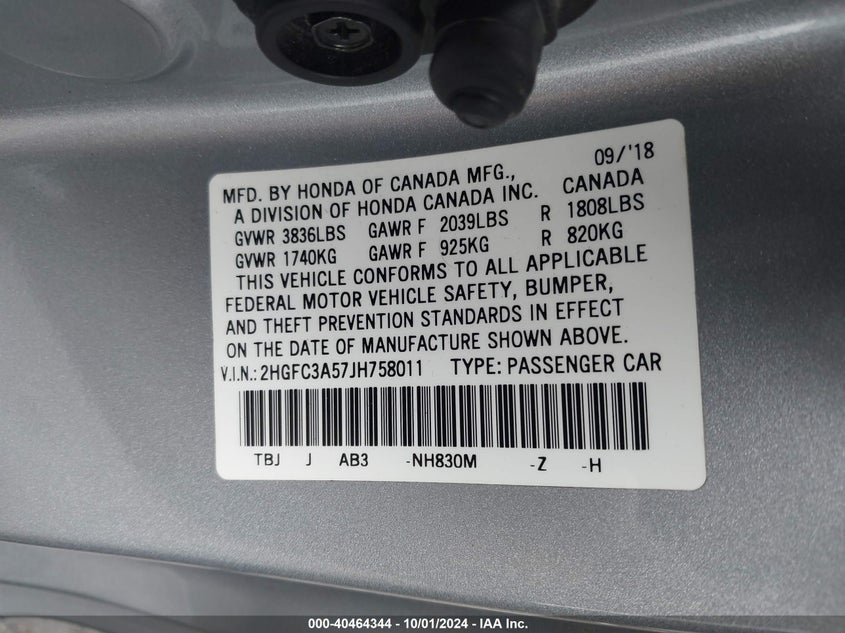 09/'18
MFD. BY HONDA OF CANADA MFG.,
A DIVISION OF HONDA CANADA INC. CANADA
GVWR 3836LBS GAWR F 2039LBS R 1808LBS
GVWR 1740KG GAWR F 925KG R 820KG
THIS VEHICLE CONFORMS TO ALL APPLICABLE
FEDERAL MOTOR VEHICLE SAFETY, BUMPER,
AND THEFT PREVENTION STANDARDS IN EFFECT
ON THE DATE OF MANUFACTURE SHOWN ABOVE.
V.I.N.: 2HGFC3A57JH758011 TYPE: PASSENGER CAR
TBJ J AB3 -NH830M -Z -H
000-40464344 - 10/01/2024 - IAA Inc.